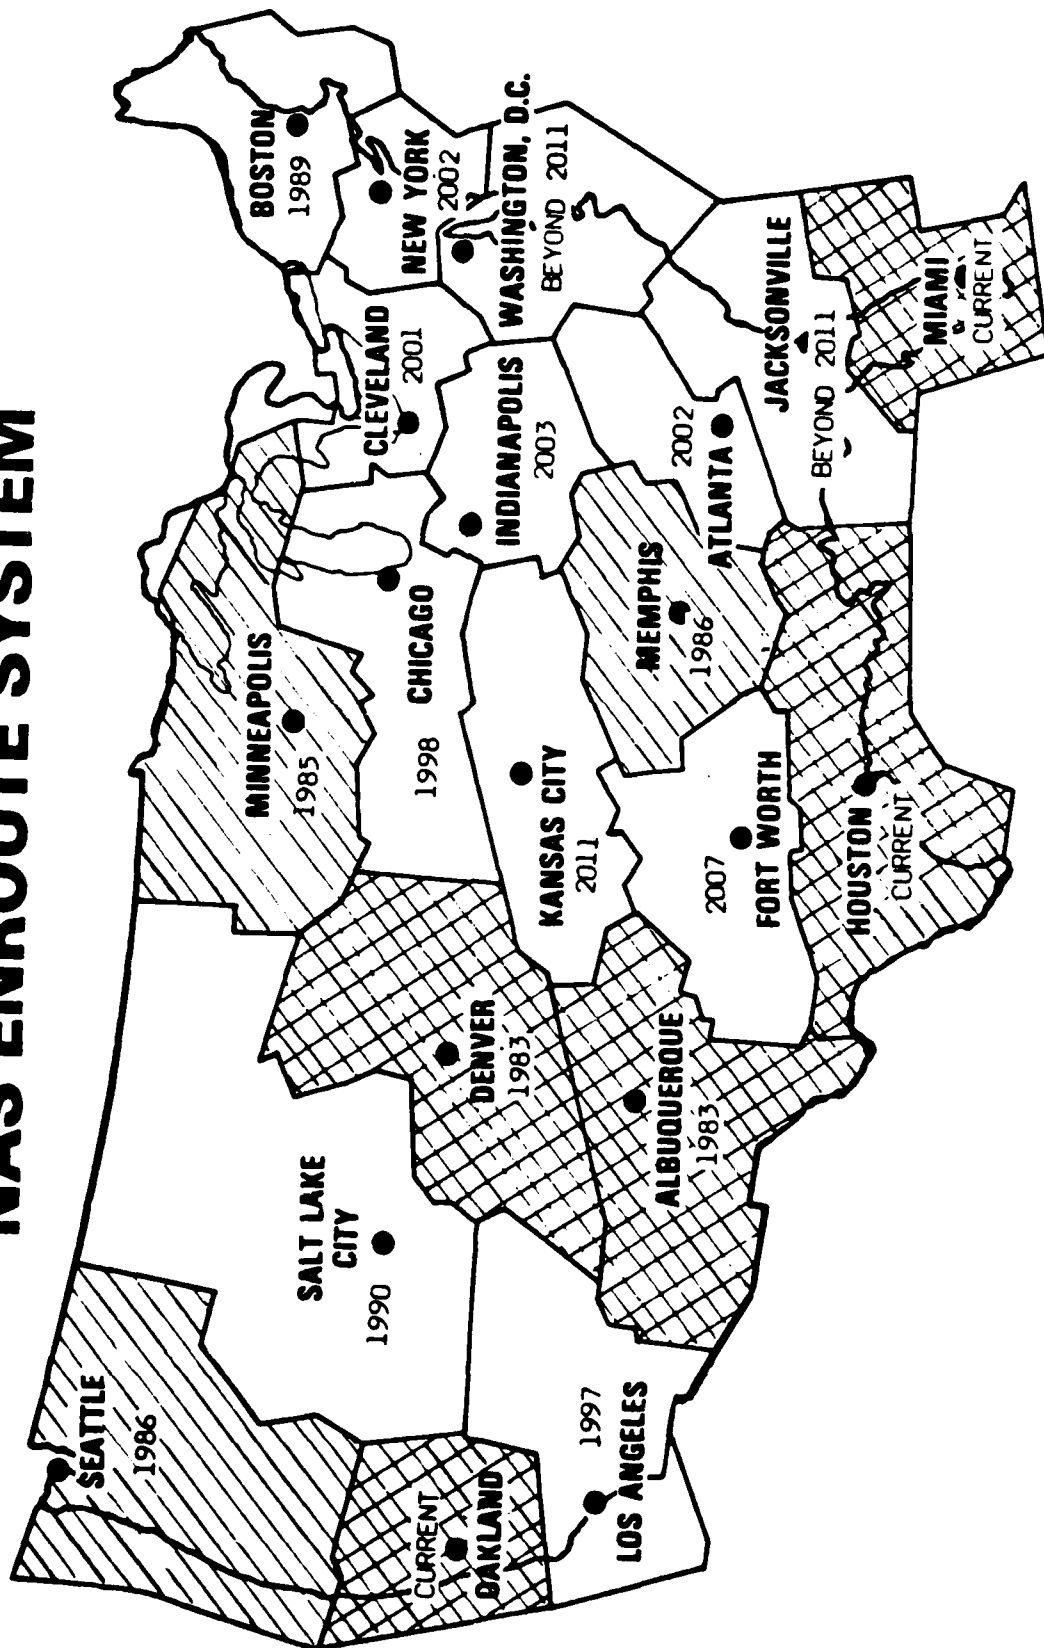 NAS ENROUTE SYSTEM
SEATTLE
1986
SALT LAKE
CITY
1990
MINNEAPOLIS
1985
BOSTON
1989
CURRENT
OAKLAND
DENVER
1983
CHICAGO
1998
CLEVELAND
2001
NEW YORK
2002
LOS ANGELES
1997
ALBUQUERQUE
1983
KANSAS CITY
2011
INDIANAPOLIS
2003
WASHINGTON, D.C.
BEYOND 2011
FORT WORTH
2007
MEMPHIS
1986
ATLANTA
2002
JACKSONVILLE
BEYOND 2011
HOUSTON
CURRENT
MIAMI
CURRENT